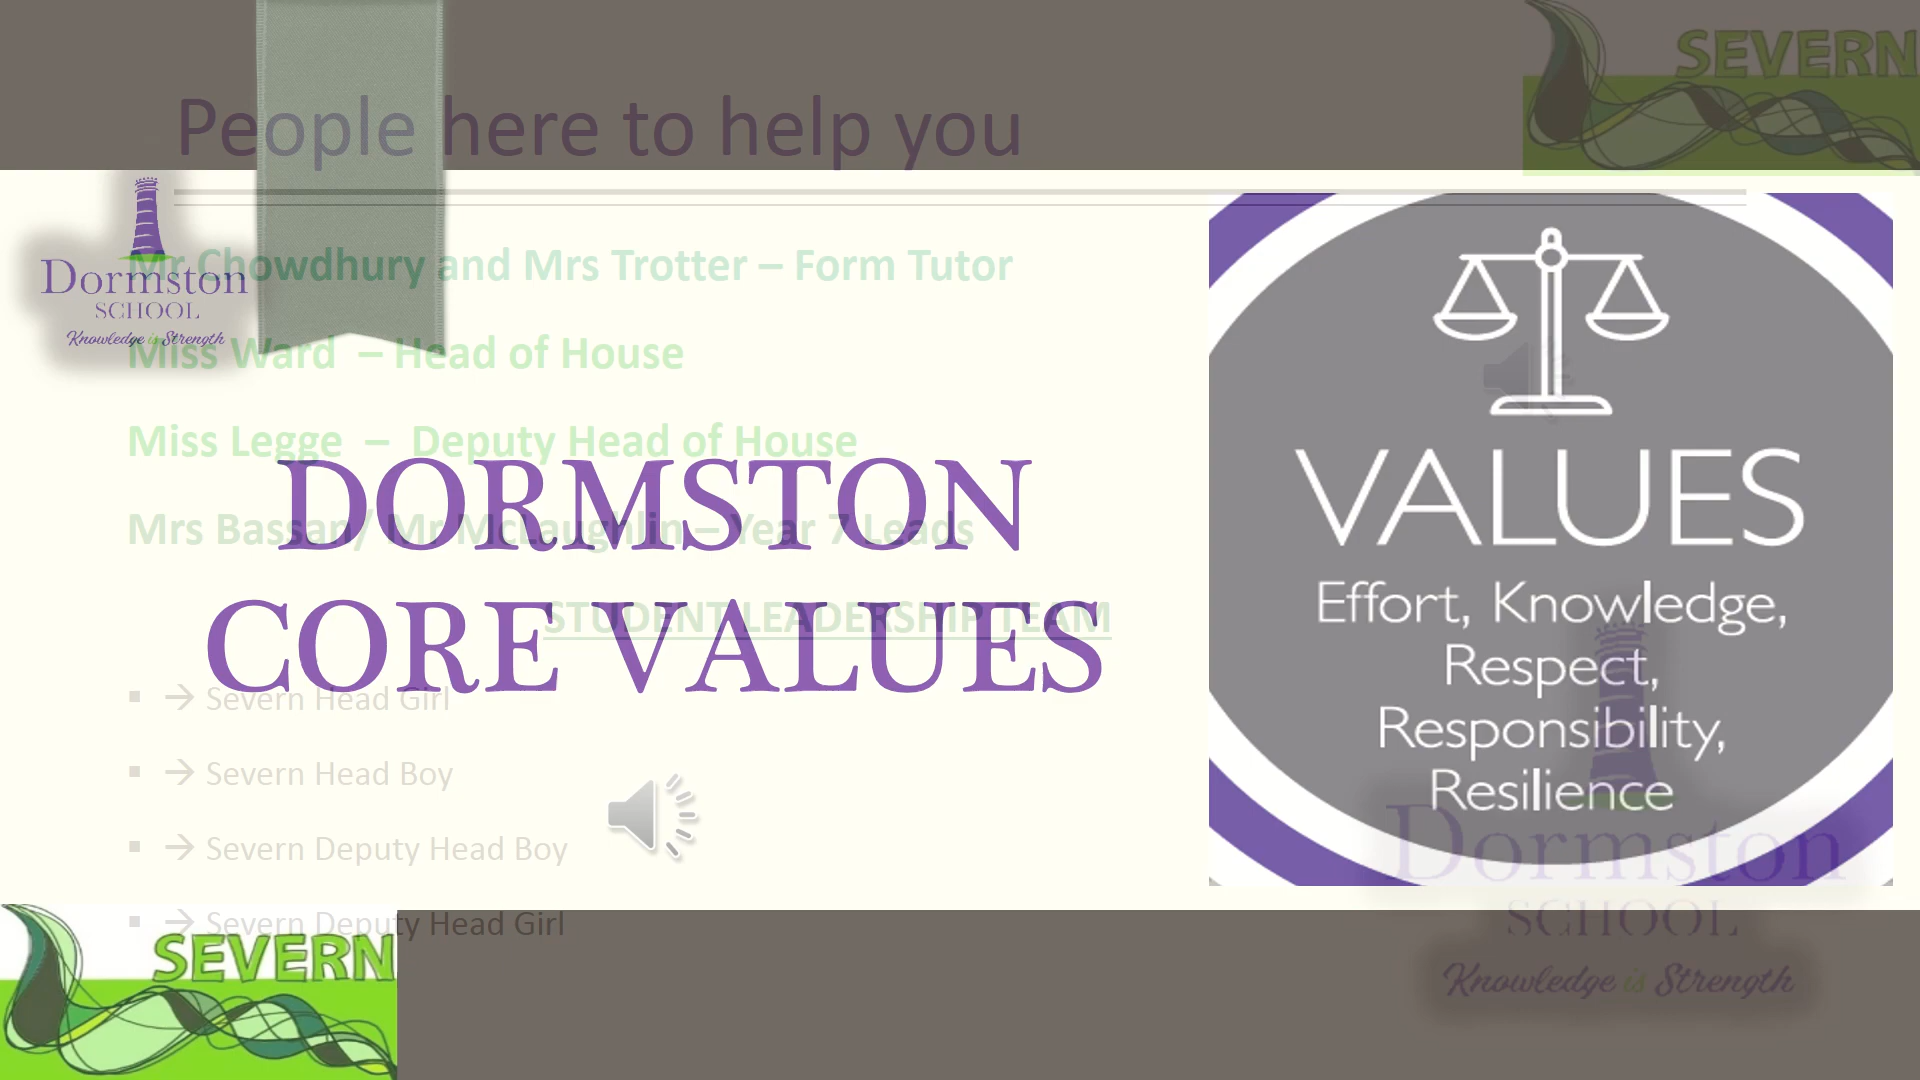 People here to help you
SEVERN
Dormston
SCHOOL
Knowledge is Strength
Mr Chowdhury and Mrs Trotter – Form Tutor
Miss Ward – Head of House
Miss Legge – Deputy Head of House
Mrs Bassan/ Mr McLaughlin – Year 7 Leads
STUDENT LEADERSHIP TEAM
▪ → Severn Head Girl
▪ → Severn Head Boy
▪ → Severn Deputy Head Boy
▪ → Severn Deputy Head Girl
DORMSTON
CORE VALUES
VALUES
Effort, Knowledge,
Respect,
Responsibility,
Resilience
Dormston
SCHOOL
Knowledge is Strength
SEVERN